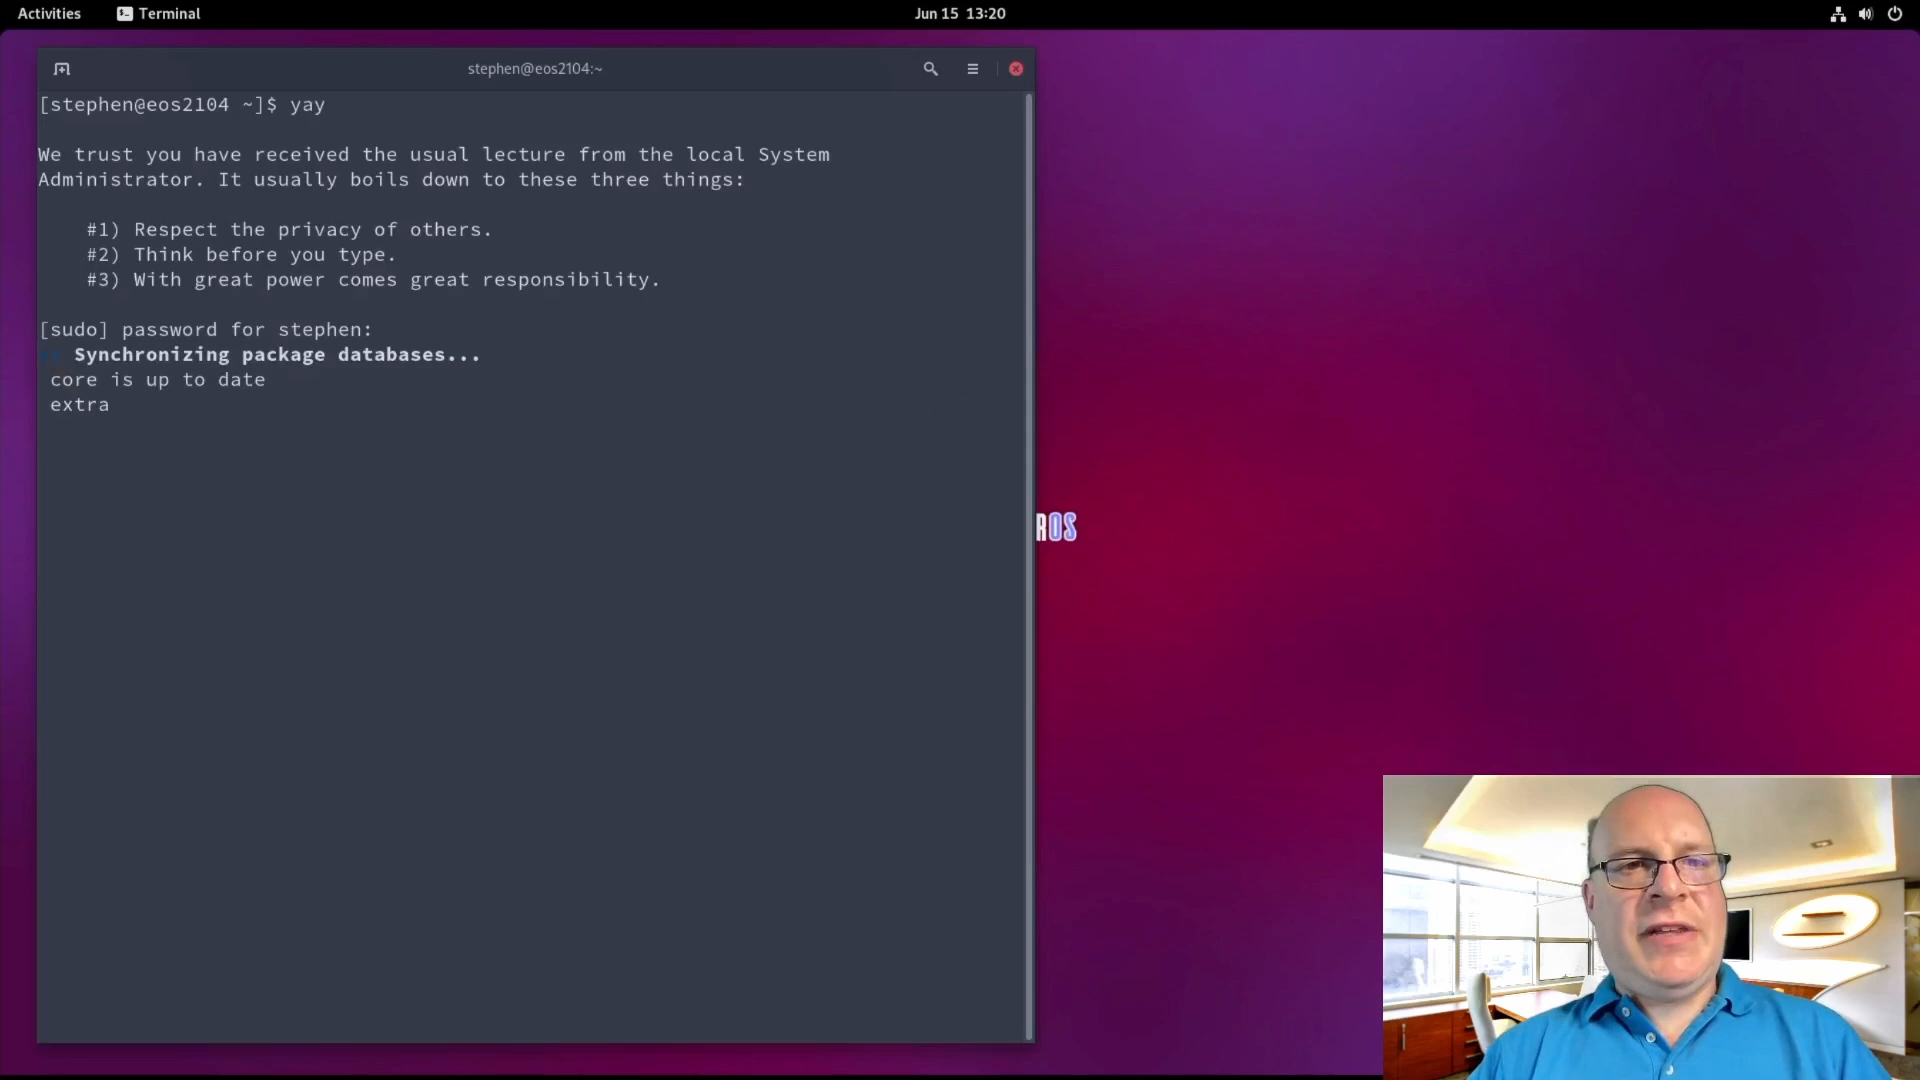 Activities
Terminal
Jun 15 13:20
stephen@eos2104:~
[stephen@eos2104 ~]$ yay
We trust you have received the usual lecture from the local System
Administrator. It usually boils down to these three things:
#1) Respect the privacy of others.
#2) Think before you type.
#3) With great power comes great responsibility.
[sudo] password for stephen:
:: Synchronizing package databases...
core is up to date
extra
ROS